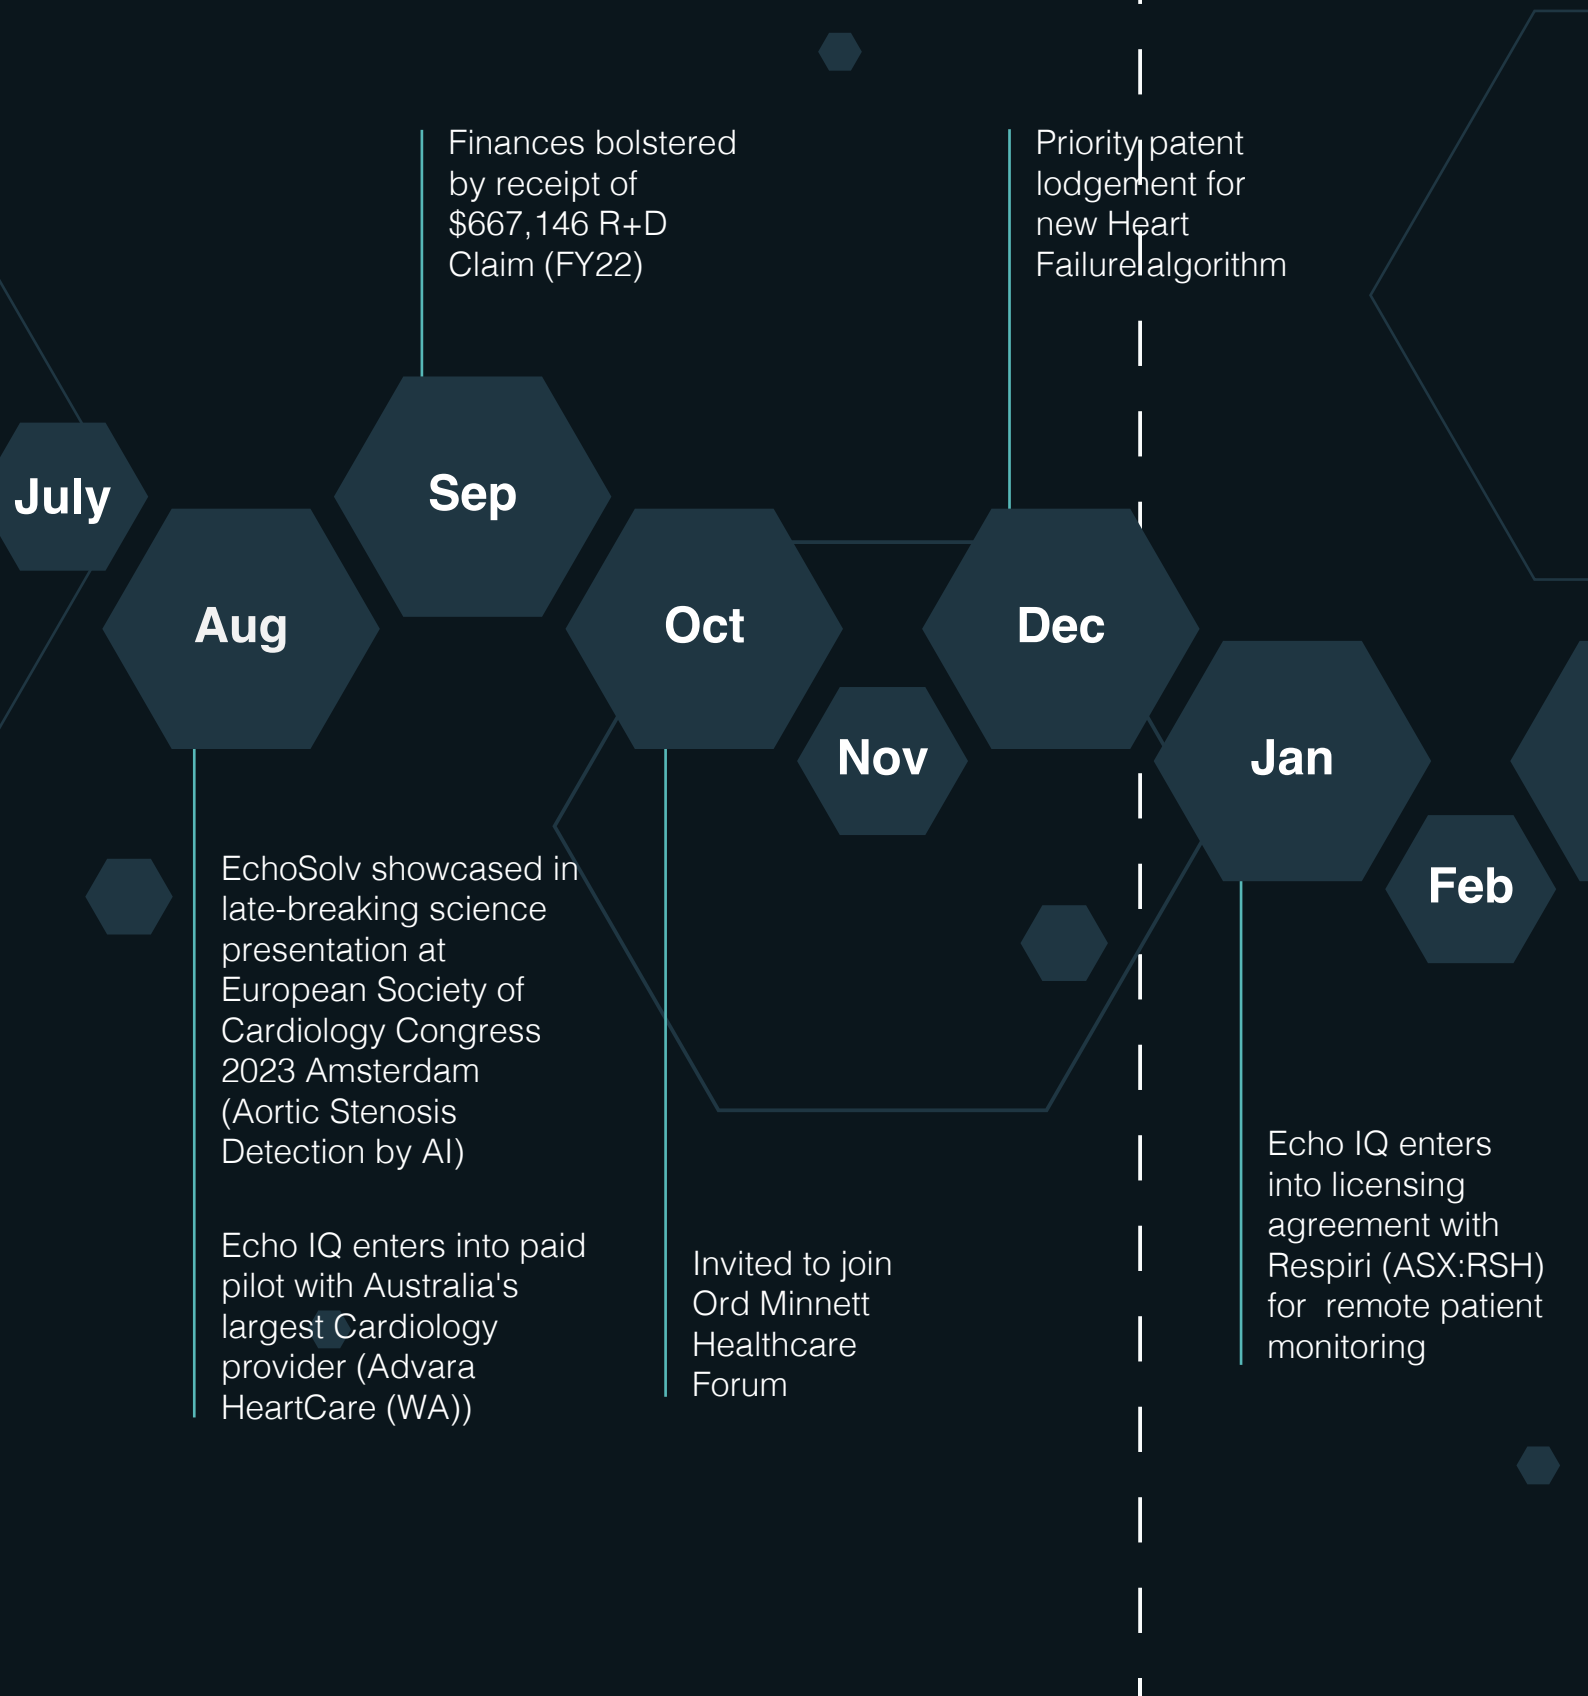 Finances bolstered
by receipt of
$667,146 R+D
Claim (FY22)
Priority patent
lodgement for
new Heart
Failure algorithm
July
Aug
Sep
Oct
Nov
Dec
Jan
Feb
EchoSolv showcased in
late-breaking science
presentation at
European Society of
Cardiology Congress
2023 Amsterdam
(Aortic Stenosis
Detection by AI)
Echo IQ enters into paid
pilot with Australia's
largest Cardiology
provider (Advara
HeartCare (WA))
Invited to join
Ord Minnett
Healthcare
Forum
Echo IQ enters
into licensing
agreement with
Respiri (ASX:RSH)
for  remote patient
monitoring